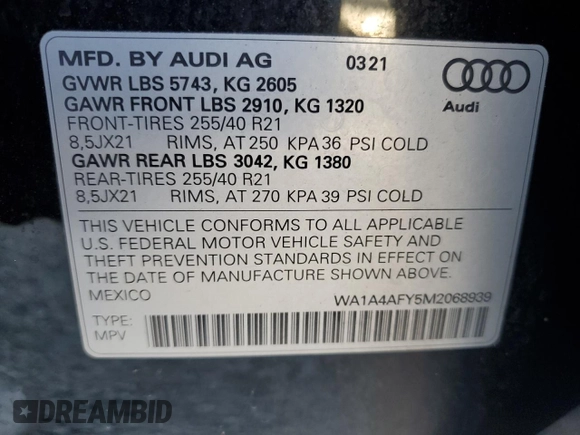 MFD. BY AUDI AG 03 21
GVWR LBS 5743, KG 2605
GAWR FRONT LBS 2910, KG 1320
FRONT-TIRES 255/40 R21
8,5JX21 RIMS, AT 250 KPA 36 PSI COLD
GAWR REAR LBS 3042, KG 1380
REAR-TIRES 255/40 R21
8,5JX21 RIMS, AT 270 KPA 39 PSI COLD
Audi
THIS VEHICLE CONFORMS TO ALL APPLICABLE
U.S. FEDERAL MOTOR VEHICLE SAFETY AND
THEFT PREVENTION STANDARDS IN EFFECT ON
THE DATE OF MANUFACTURE SHOWN ABOVE.
MEXICO WA1A4AFY5M2068939
TYPE:
MPV
DREAMBID